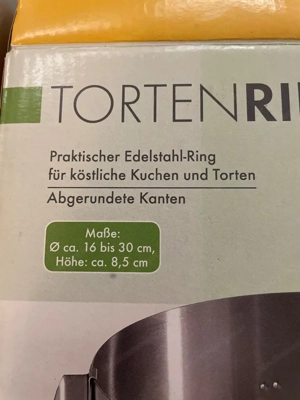 TORTENRI
Praktischer Edelstahl-Ring
für köstliche Kuchen und Torten
Abgerundete Kanten
Maße:
Ø ca. 16 bis 30 cm,
Höhe: ca. 8,5 cm